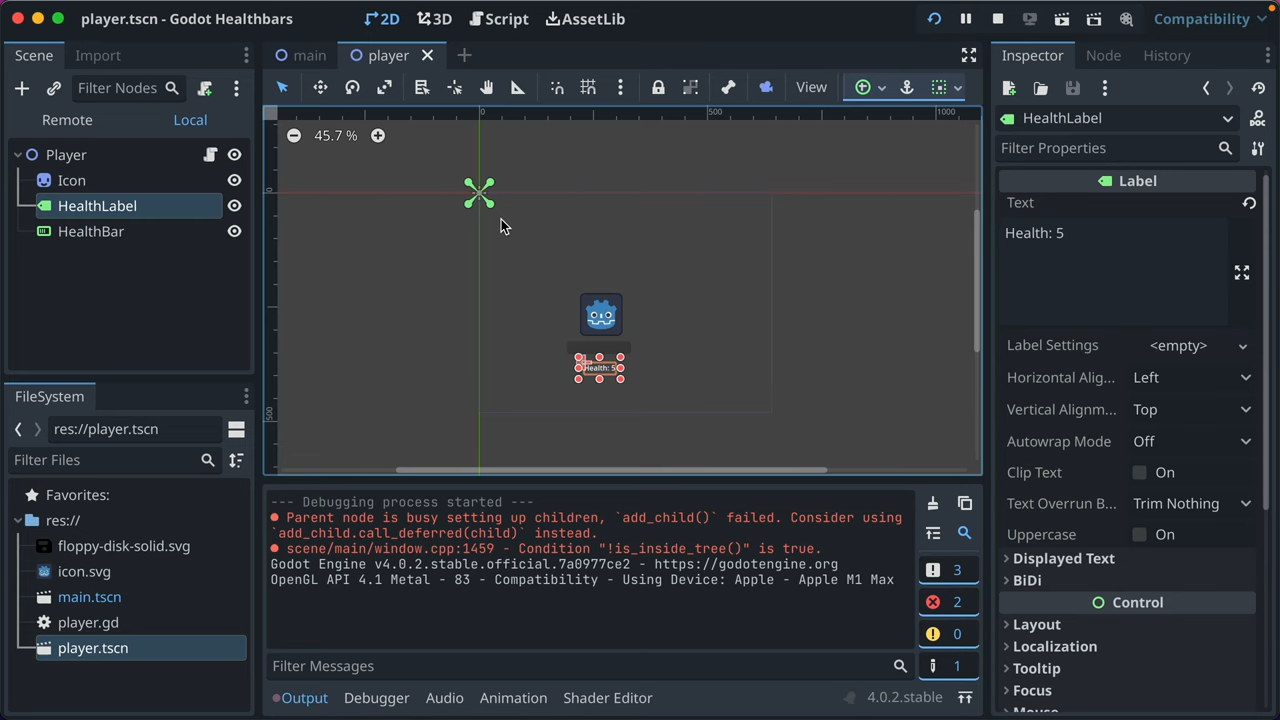 player.tscn - Godot Healthbars
2D
3D
Script
AssetLib
Compatibility
Scene
Import
Filter Nodes
Remote
Local
Player
Icon
HealthLabel
HealthBar
FileSystem
res://player.tscn
Filter Files
Favorites:
res://
floppy-disk-solid.svg
icon.svg
main.tscn
player.gd
player.tscn
main
player
View
0
500
1000
0
500
45.7 %
Health: 5
--- Debugging process started ---
Parent node is busy setting up children, `add_child()` failed. Consider using
`add_child.call_deferred(child)` instead.
scene/main/window.cpp:1459 - Condition "!is_inside_tree()" is true.
Godot Engine v4.0.2.stable.official.7a0977ce2 - https://godotengine.org
OpenGL API 4.1 Metal - 83 - Compatibility - Using Device: Apple - Apple M1 Max
3
2
0
1
Filter Messages
Output
Debugger
Audio
Animation
Shader Editor
4.0.2.stable
Inspector
Node
History
HealthLabel
Filter Properties
Label
Text
Health: 5
Label Settings
<empty>
Horizontal Alig...
Left
Vertical Alignm...
Top
Autowrap Mode
Off
Clip Text
On
Text Overrun B...
Trim Nothing
Uppercase
On
Displayed Text
BiDi
Control
Layout
Localization
Tooltip
Focus
Mouse